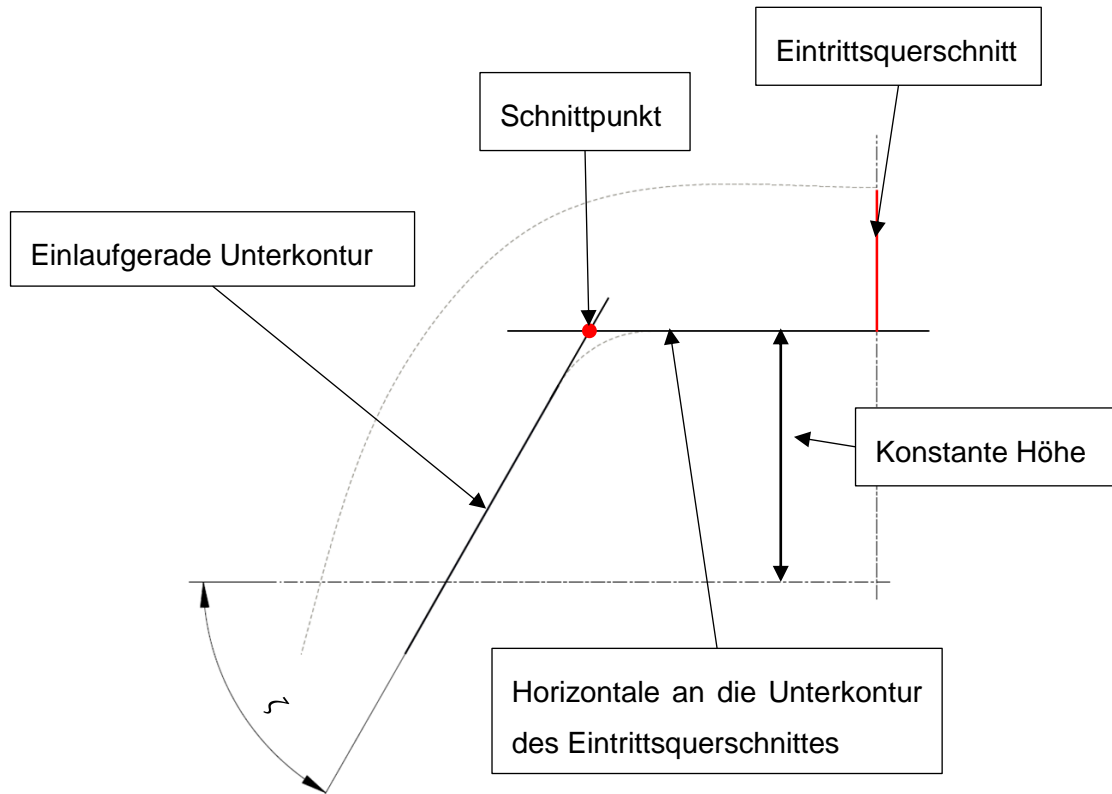 Eintrittsquerschnitt
Schnittpunkt
Einlaufgerade Unterkontur
Konstante Höhe
Horizontale an die Unterkontur
des Eintrittsquerschnittes
ζ